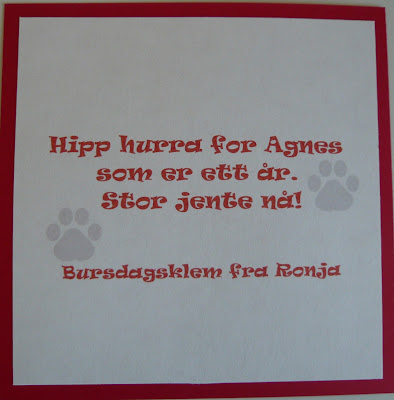 Hipp hurra for Agnes
som er ett år.
Stor jente nå!
Bursdagsklem fra Ronja